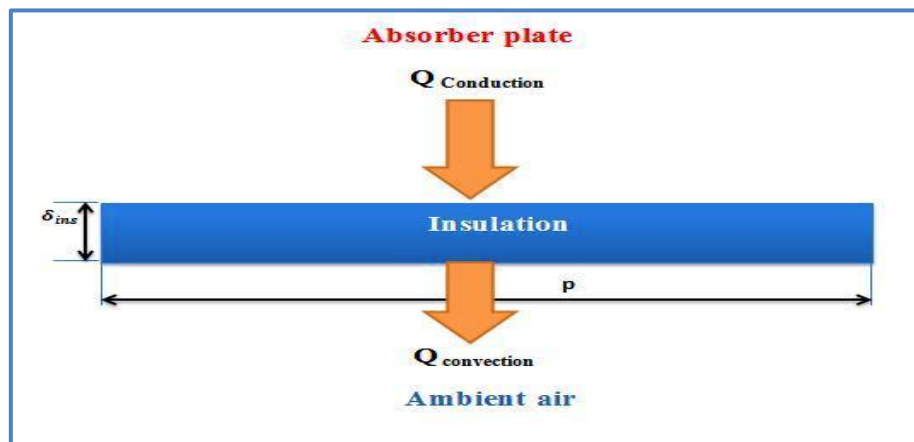 Absorber plate
Q Conduction
δins
Insulation
p
Q convection
Ambient air